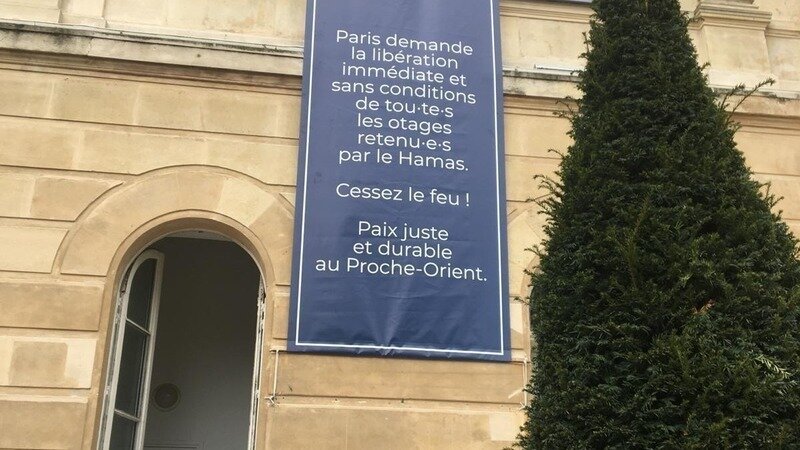 Paris demande
la libération
immédiate et
sans conditions
de tou·te·s
les otages
retenu·e·s
par le Hamas.
Cessez le feu !
Paix juste
et durable
au Proche-Orient.